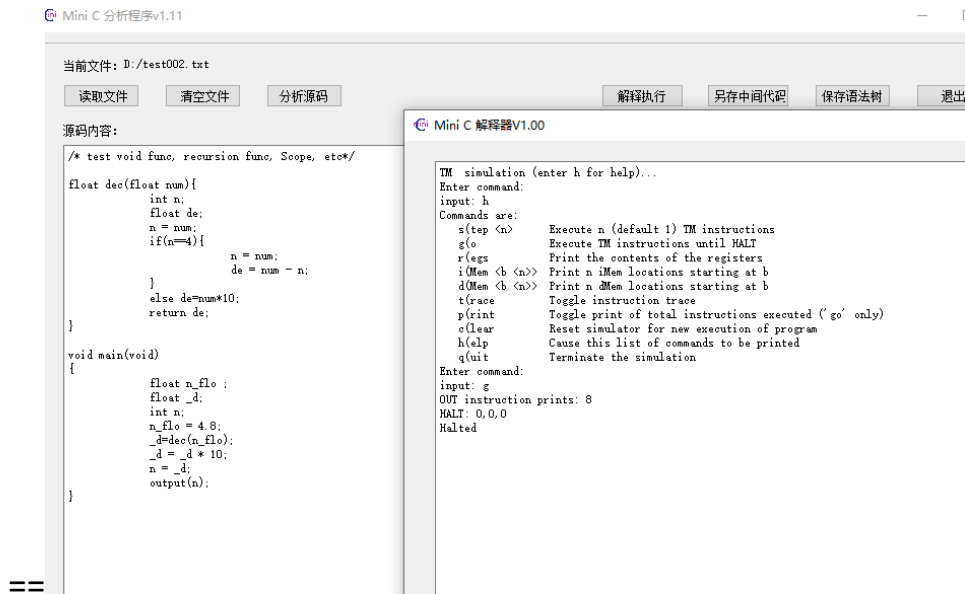 Mini C 分析程序v1.11
当前文件: D:/test002.txt
读取文件 清空文件 分析源码 解释执行 另存中间代码 保存语法树 退出
源码内容:
/* test void func, recursion func, Scope, etc*/
float dec(float num){
int n;
float de;
n = num;
if(n==4){
n = num;
de = num - n;
}
else de=num*10;
return de;
}
void main(void)
{
float n_flo ;
float _d;
int n;
n_flo = 4.8;
_d=dec(n_flo);
_d = _d * 10;
n = _d;
output(n);
}
==
Mini C 解释器V1.00
TM  simulation (enter h for help)...
Enter command:
input: h
Commands are:
s(tep <n> Execute n (default 1) TM instructions
g(o Execute TM instructions until HALT
r(egs Print the contents of the registers
i(Mem <b <n>> Print n iMem locations starting at b
d(Mem <b <n>> Print n dMem locations starting at b
t(race Toggle instruction trace
p(rint Toggle print of total instructions executed ('go' only)
c(lear Reset simulator for new execution of program
h(elp Cause this list of commands to be printed
q(uit Terminate the simulation
Enter command:
input: g
OUT instruction prints: 8
HALT: 0,0,0
Halted